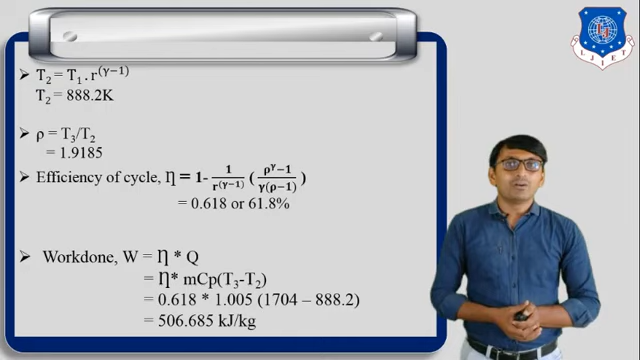 ➢ T₂ = T₁ . r^(γ−1)
T₂ = 888.2K
➢ ρ = T₃/T₂
= 1.9185
➢ Efficiency of cycle, Ƞ = 1- 1/r^(γ−1) ( (ρ^γ−1)/(γ(ρ−1)) )
= 0.618 or 61.8%
➢ Workdone, W = Ƞ * Q
= Ƞ* mCp(T₃-T₂)
= 0.618 * 1.005 (1704 – 888.2)
= 506.685 kJ/kg
LJIET